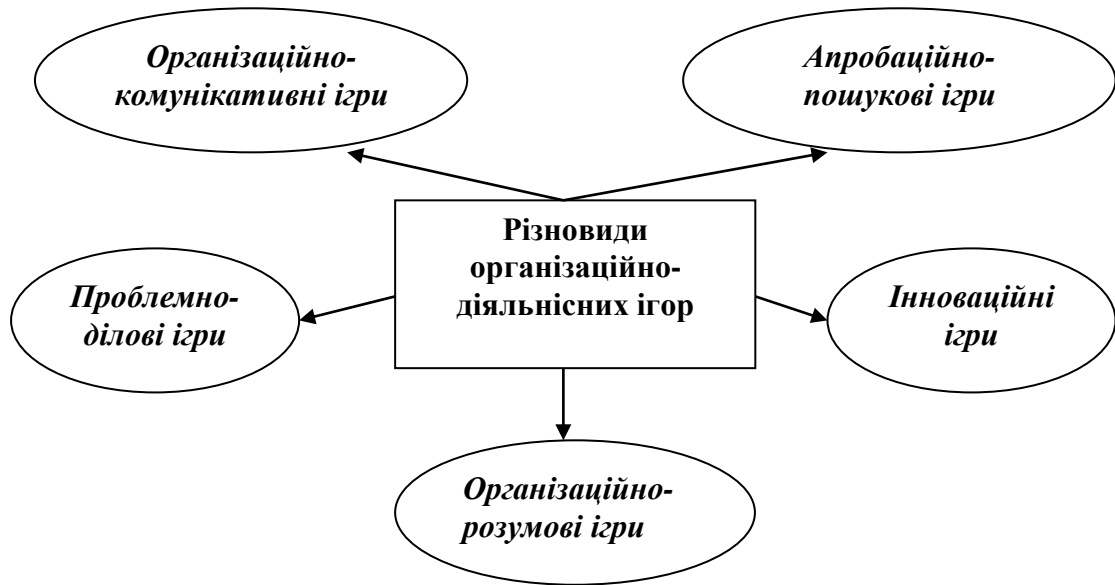 Організаційно-
комунікативні ігри
Апробаційно-
пошукові ігри
Різновиди
організаційно-
діяльнісних ігор
Проблемно-
ділові ігри
Інноваційні
ігри
Організаційно-
розумові ігри